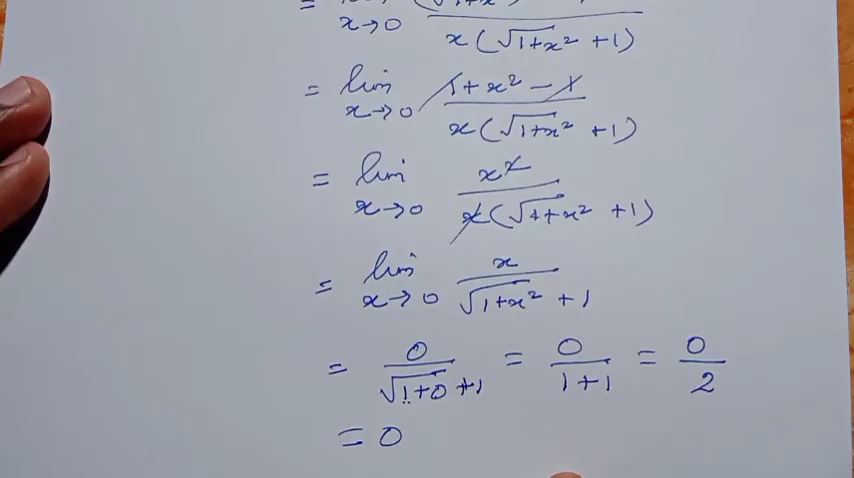 x→0 x(√1+x² +1)
= lim x→0 1+x² - 1 / x(√1+x² +1)
= lim x→0 x² / x(√1+x² +1)
= lim x→0 x / √1+x² +1
= 0 / √1+0 +1 = 0 / 1+1 = 0 / 2
= 0